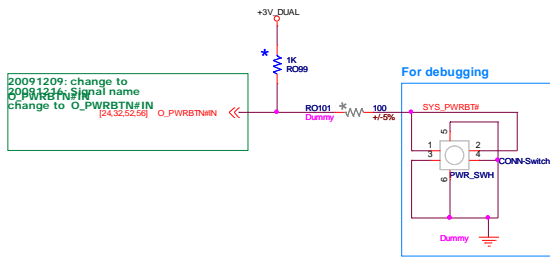 +3V_DUAL
1K
RO99
20091209: change to
O_PWRBTN#IN
20091216: Signal name
change to O_PWRBTN#IN
[24,32,52,56] O_PWRBTN#IN
RO101
Dummy
100
+/-5%
For debugging
SYS_PWRBT#
5
1
2
3
4
CONN-Switch
PWR_SWH
6
Dummy